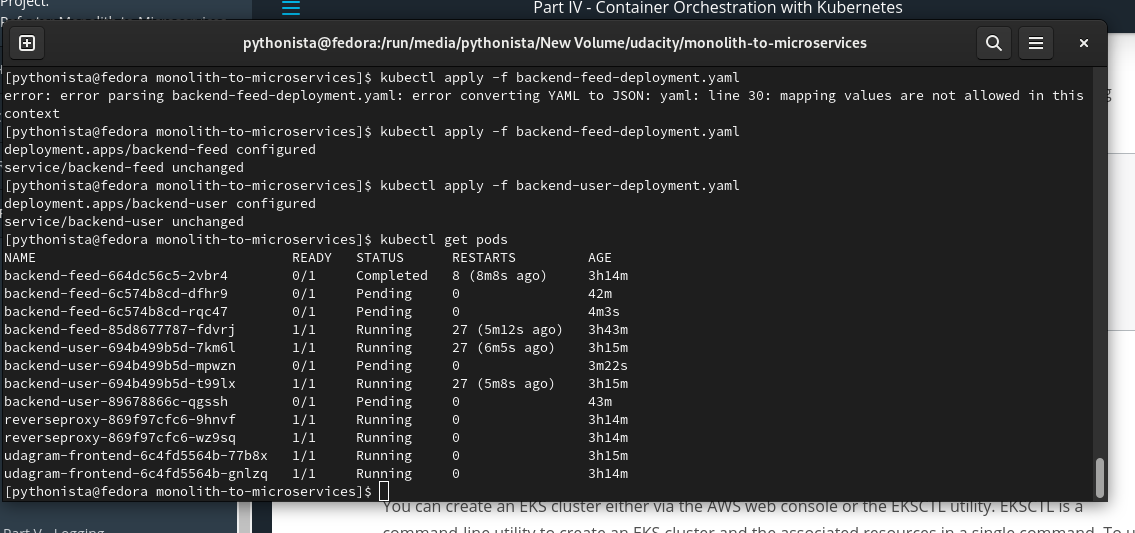 Project:
Part IV - Container Orchestration with Kubernetes
pythonista@fedora:/run/media/pythonista/New Volume/udacity/monolith-to-microservices
[pythonista@fedora monolith-to-microservices]$ kubectl apply -f backend-feed-deployment.yaml
error: error parsing backend-feed-deployment.yaml: error converting YAML to JSON: yaml: line 30: mapping values are not allowed in this
context
[pythonista@fedora monolith-to-microservices]$ kubectl apply -f backend-feed-deployment.yaml
deployment.apps/backend-feed configured
service/backend-feed unchanged
[pythonista@fedora monolith-to-microservices]$ kubectl apply -f backend-user-deployment.yaml
deployment.apps/backend-user configured
service/backend-user unchanged
[pythonista@fedora monolith-to-microservices]$ kubectl get pods
NAME READY STATUS RESTARTS AGE
backend-feed-664dc56c5-2vbr4 0/1 Completed 8 (8m8s ago) 3h14m
backend-feed-6c574b8cd-dfhr9 0/1 Pending 0 42m
backend-feed-6c574b8cd-rqc47 0/1 Pending 0 4m3s
backend-feed-85d8677787-fdvrj 1/1 Running 27 (5m12s ago) 3h43m
backend-user-694b499b5d-7km6l 1/1 Running 27 (6m5s ago) 3h15m
backend-user-694b499b5d-mpwzn 0/1 Pending 0 3m22s
backend-user-694b499b5d-t99lx 1/1 Running 27 (5m8s ago) 3h15m
backend-user-89678866c-qgssh 0/1 Pending 0 43m
reverseproxy-869f97cfc6-9hnvf 1/1 Running 0 3h14m
reverseproxy-869f97cfc6-wz9sq 1/1 Running 0 3h14m
udagram-frontend-6c4fd5564b-77b8x 1/1 Running 0 3h15m
udagram-frontend-6c4fd5564b-gnlzq 1/1 Running 0 3h14m
[pythonista@fedora monolith-to-microservices]$
You can create an EKS cluster either via the AWS web console or the EKSCTL utility. EKSCTL is a
command-line utility to create an EKS cluster and the associated resources in a single command. To
Part V - Logging